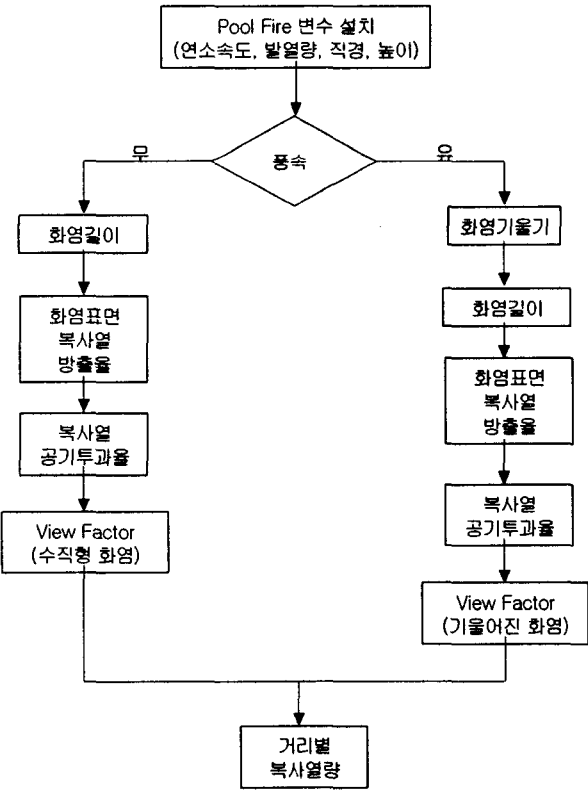 Pool Fire 변수 설치
(연소속도, 발열량, 직경, 높이)
무
풍속
유
화염길이
화염표면
복사열
방출율
복사열
공기투과율
View Factor
(수직형 화염)
화염기울기
화염길이
화염표면
복사열
방출율
복사열
공기투과율
View Factor
(기울어진 화염)
거리별
복사열량